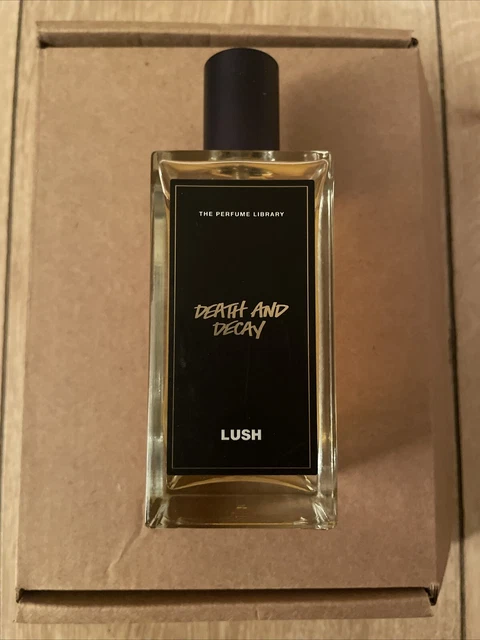 THE PERFUME LIBRARY
DEATH AND
DECAY
LUSH